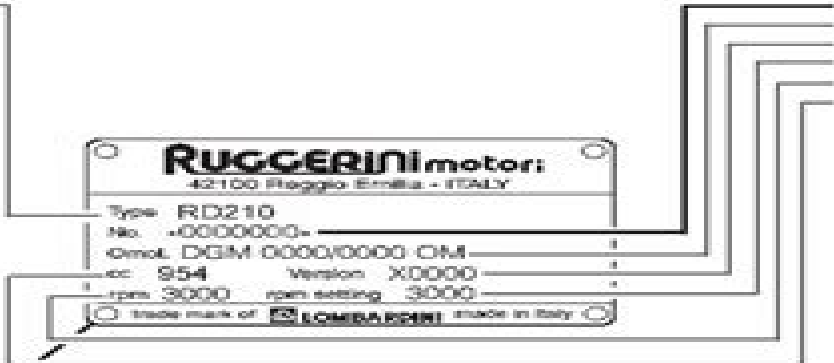 RUGGERINI motori
42100 Reggio Emilia - ITALY
Type RD210
No. *0000000*
Omol. DGM 0000/0000 OM
cc 954 Version X0000
rpm 3000 rpm setting 3000
trade mark of LOMBARDINI made in Italy